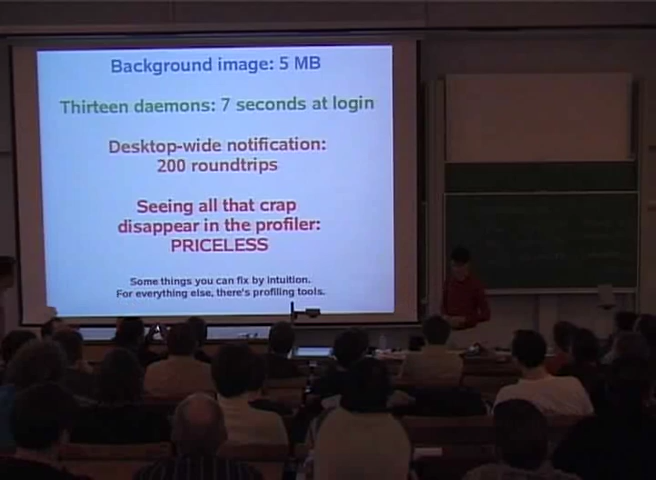 Background image: 5 MB
Thirteen daemons: 7 seconds at login
Desktop-wide notification:
200 roundtrips
Seeing all that crap
disappear in the profiler:
PRICELESS
Some things you can fix by intuition.
For everything else, there's profiling tools.